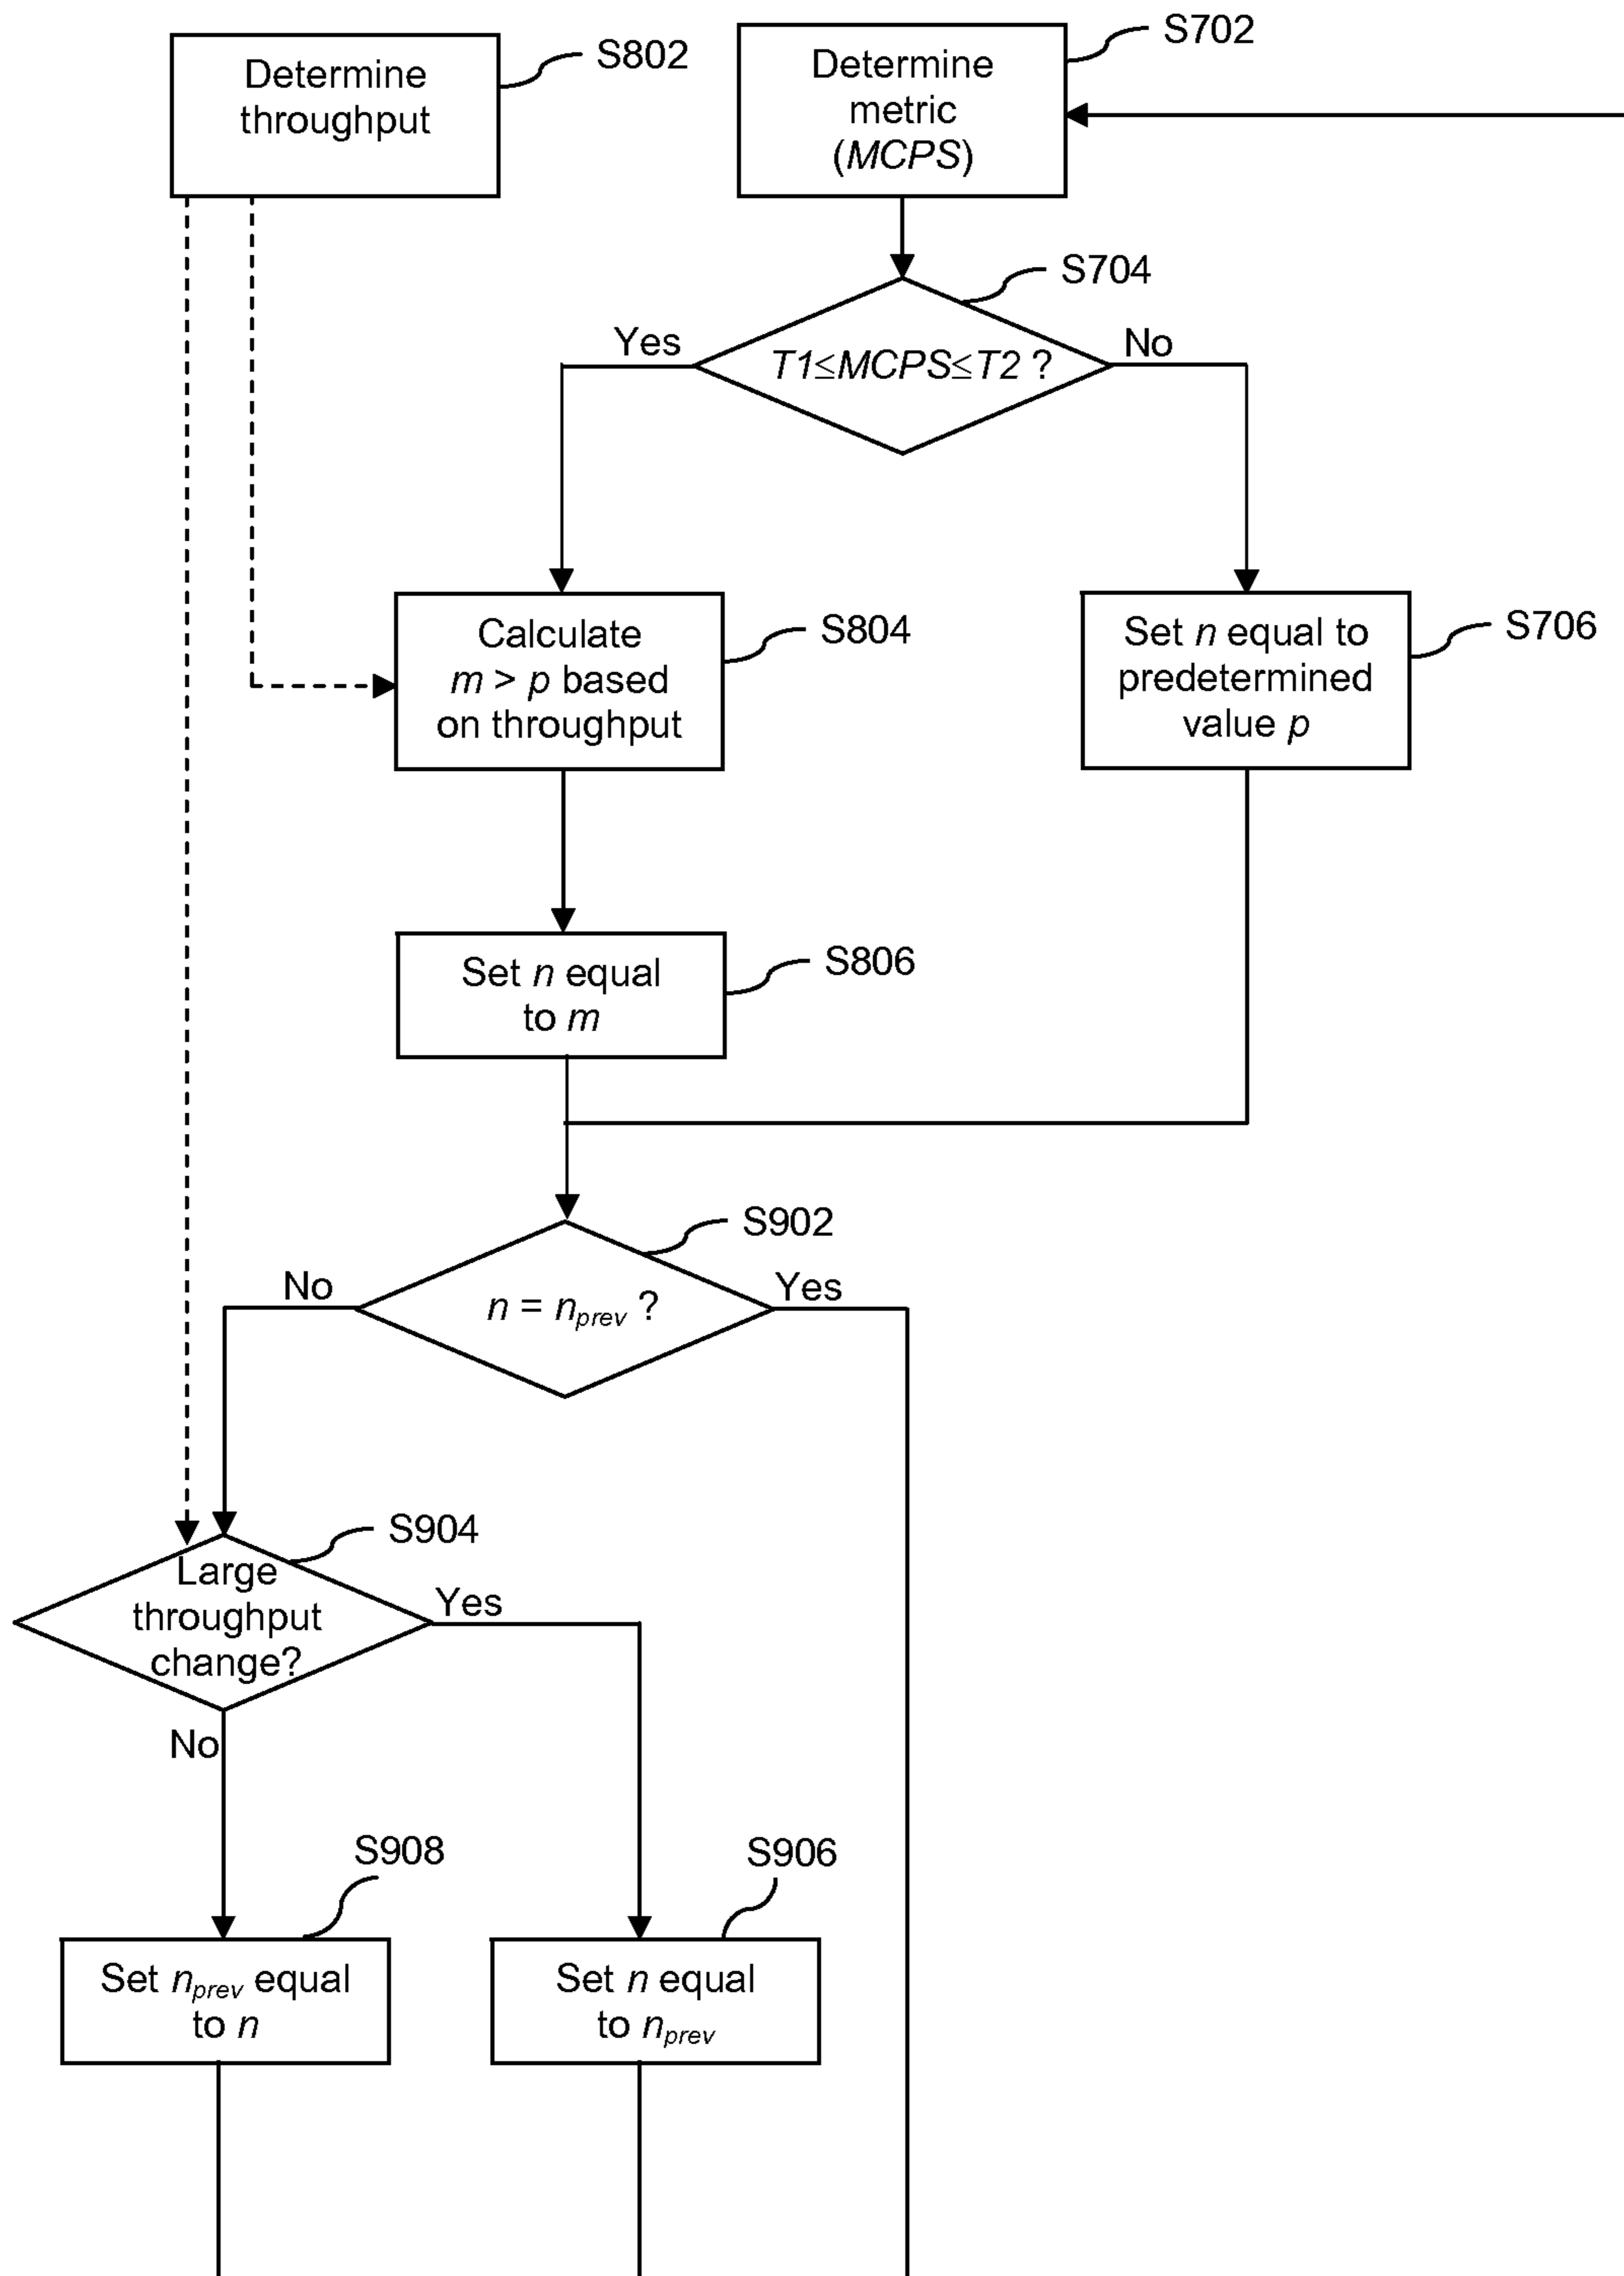 Determine
throughput
S802
Determine
metric
(MCPS)
S702
S704
T1≤MCPS≤T2 ?
Yes
No
Calculate
m > p based
on throughput
S804
Set n equal to
predetermined
value p
S706
Set n equal
to m
S806
S902
n = nprev ?
No
Yes
S904
Large
throughput
change?
Yes
No
S908
Set nprev equal
to n
S906
Set n equal
to nprev